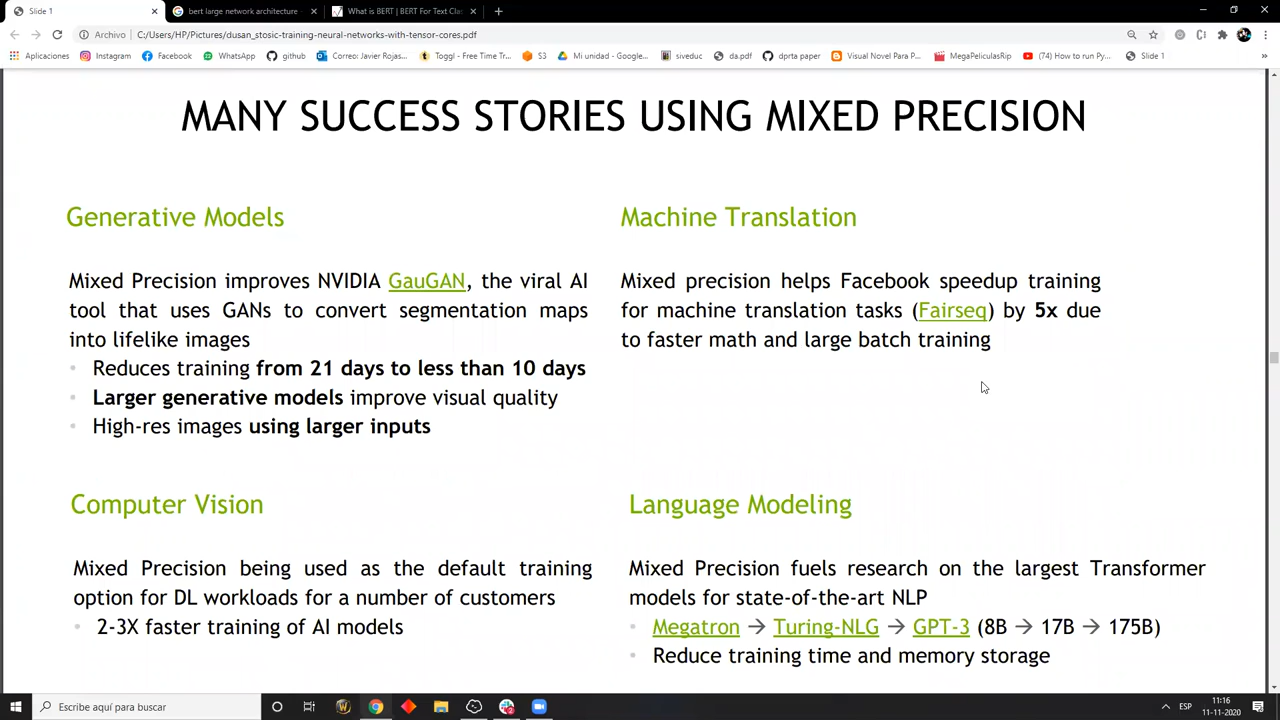 Slide 1
bert large network architecture -
What is BERT | BERT For Text Clas
Archivo
C:/Users/HP/Pictures/dusan_stosic-training-neural-networks-with-tensor-cores.pdf
Aplicaciones
Instagram
Facebook
WhatsApp
github
Correo: Javier Rojas...
Toggl - Free Time Tr...
S3
Mi unidad - Google...
siveduc
da.pdf
dprta paper
Visual Novel Para P...
MegaPeliculasRip
(74) How to run Py...
Slide 1
MANY SUCCESS STORIES USING MIXED PRECISION
Generative Models
Mixed Precision improves NVIDIA GauGAN, the viral AI
tool that uses GANs to convert segmentation maps
into lifelike images
• Reduces training from 21 days to less than 10 days
• Larger generative models improve visual quality
• High-res images using larger inputs
Machine Translation
Mixed precision helps Facebook speedup training
for machine translation tasks (Fairseq) by 5x due
to faster math and large batch training
Computer Vision
Mixed Precision being used as the default training
option for DL workloads for a number of customers
• 2-3X faster training of AI models
Language Modeling
Mixed Precision fuels research on the largest Transformer
models for state-of-the-art NLP
• Megatron → Turing-NLG → GPT-3 (8B → 17B → 175B)
• Reduce training time and memory storage
Escribe aquí para buscar
ESP
11:16
11-11-2020